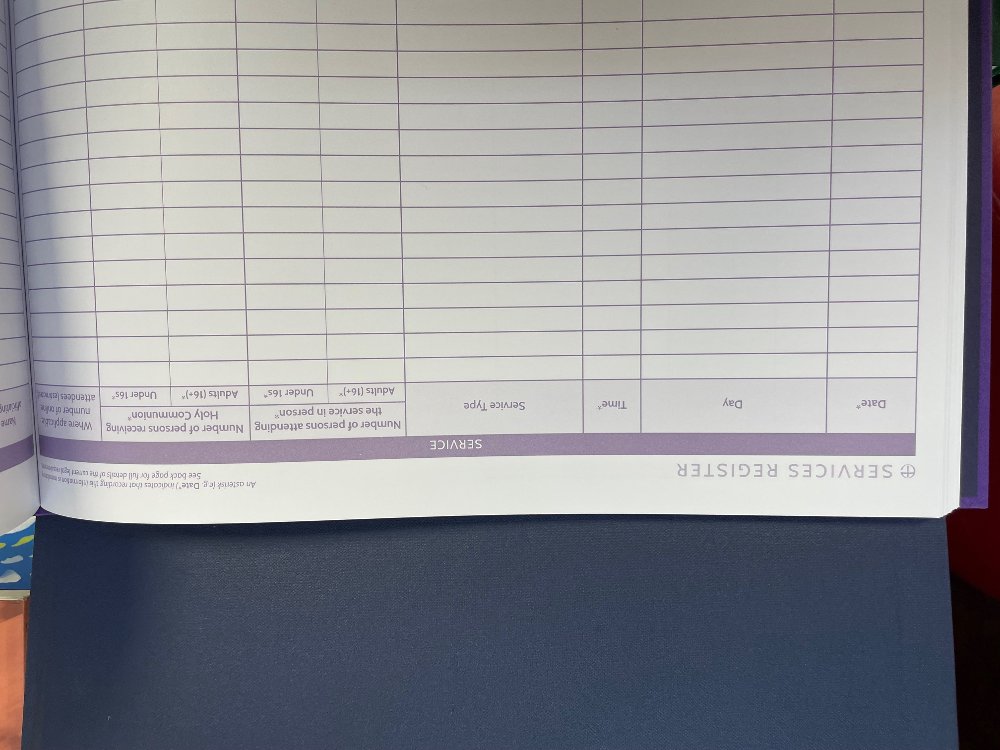 SERVICES REGISTER
An asterisk (e.g. Date*) indicates that recording this information is mandatory
See back page for full details of the current legal requirements
SERVICE
Date*
Day
Time*
Service Type
Number of persons attending
the service in person*
Adults (16+)*
Under 16s*
Number of persons receiving
Holy Communion*
Adults (16+)*
Under 16s*
Where applicable
number of online
attendees (estimated)
Name
officiating